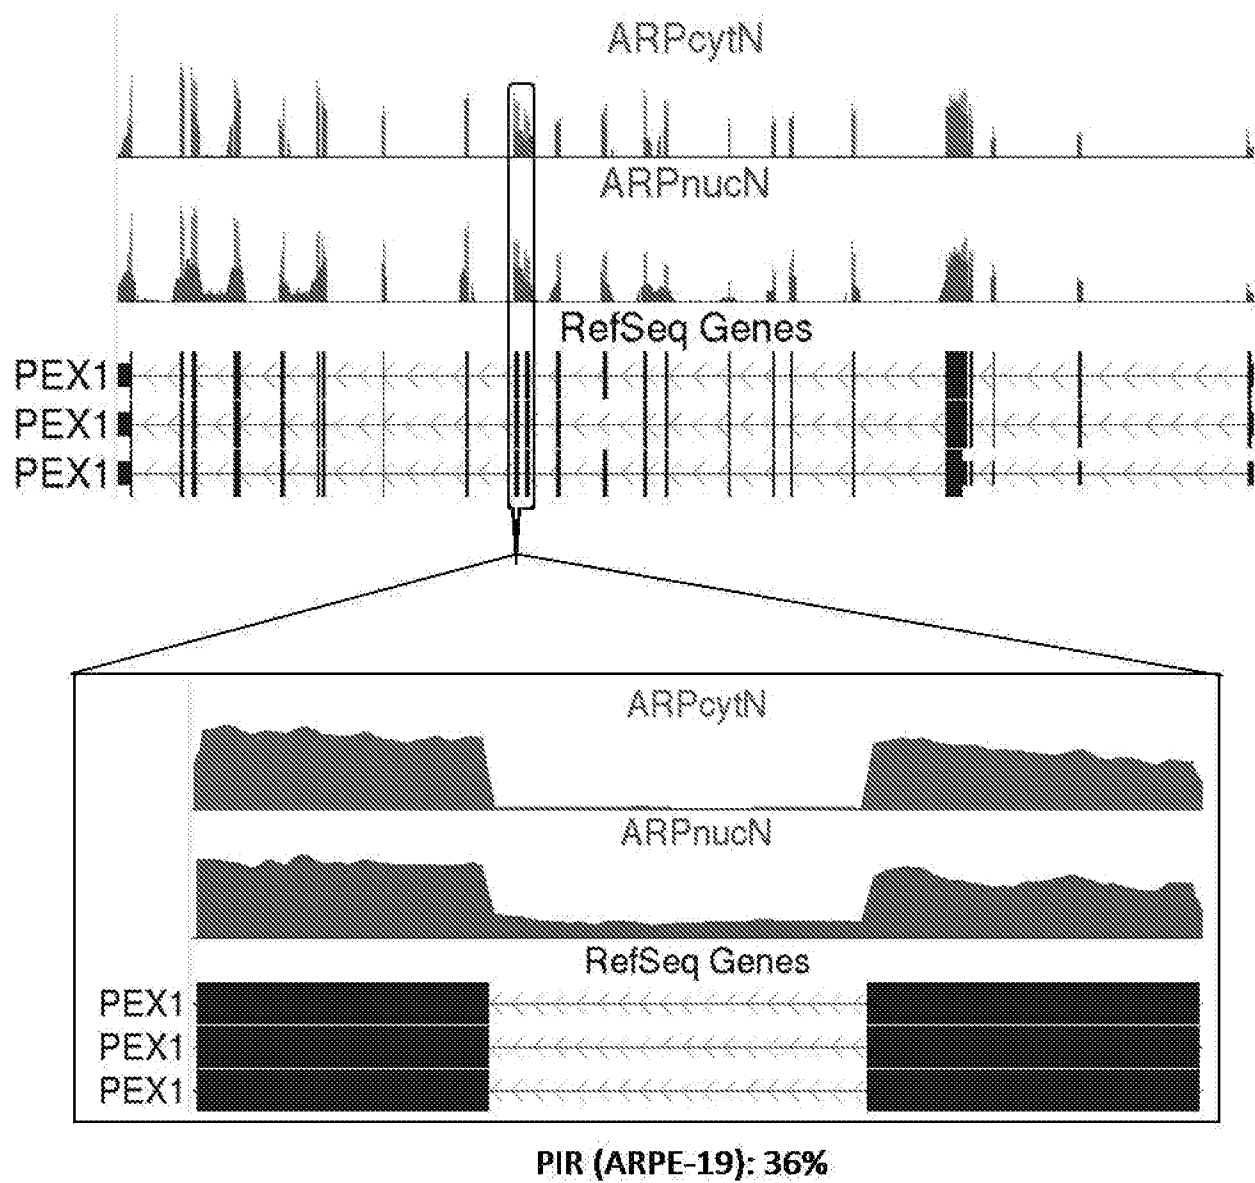 ARPcytN
ARPnucN
RefSeq Genes
PEX1
PEX1
PEX1
ARPcytN
ARPnucN
RefSeq Genes
PEX1
PEX1
PEX1
PIR (ARPE-19): 36%